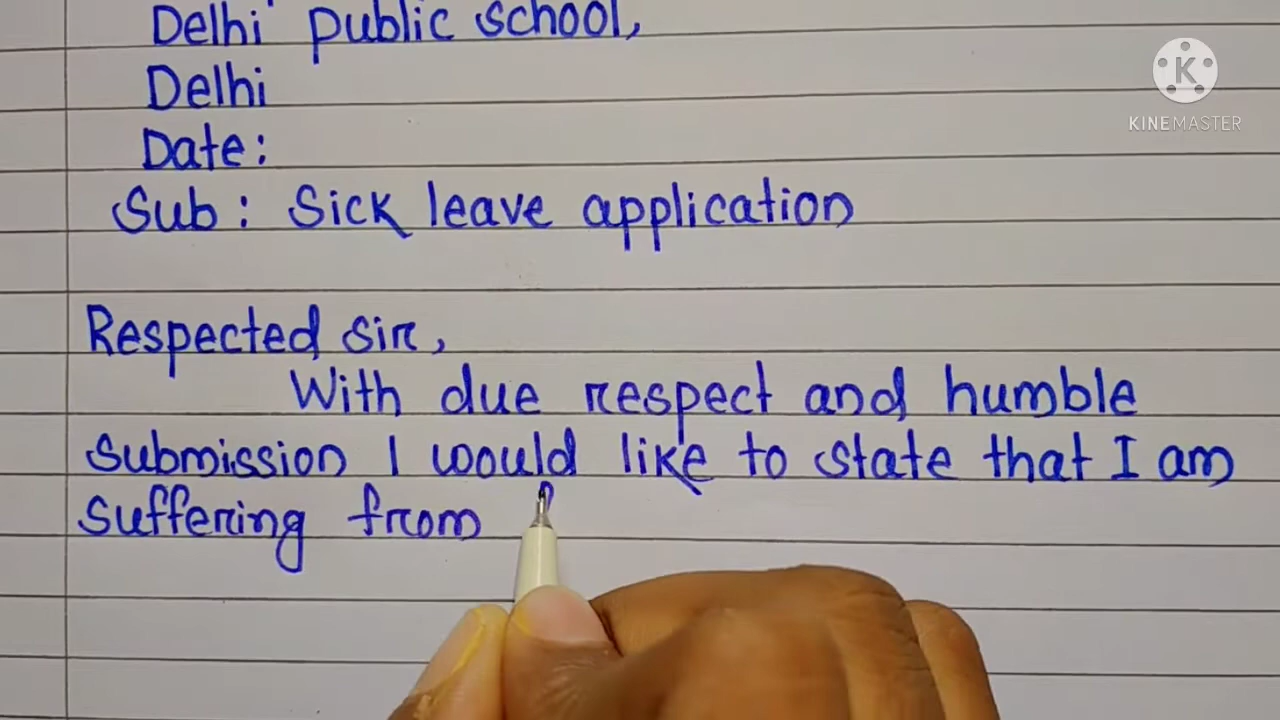 Delhi public school,
Delhi
Date:
Sub: Sick leave application
Respected sir,
With due respect and humble
submission I would like to state that I am
suffering from
K
KINEMASTER